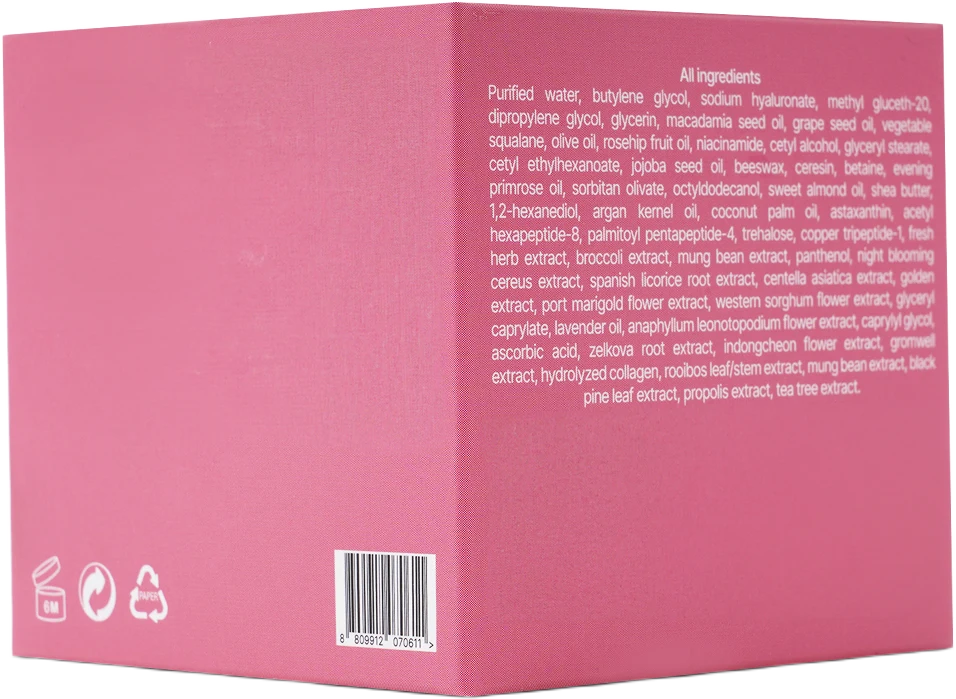 All ingredients
Purified water, butylene glycol, sodium hyaluronate, methyl gluceth-20,
dipropylene glycol, glycerin, macadamia seed oil, grape seed oil, vegetable
squalane, olive oil, rosehip fruit oil, niacinamide, cetyl alcohol, glyceryl stearate,
cetyl ethylhexanoate, jojoba seed oil, beeswax, ceresin, betaine, evening
primrose oil, sorbitan olivate, octyldodecanol, sweet almond oil, shea butter,
1,2-hexanediol, argan kernel oil, coconut palm oil, astaxanthin, acetyl
hexapeptide-8, palmitoyl pentapeptide-4, trehalose, copper tripeptide-1, fresh
herb extract, broccoli extract, mung bean extract, panthenol, night blooming
cereus extract, spanish licorice root extract, centella asiatica extract, golden
extract, port marigold flower extract, western sorghum flower extract, glyceryl
caprylate, lavender oil, anaphyllum leonotopodium flower extract, caprylyl glycol,
ascorbic acid, zelkova root extract, indongcheon flower extract, gromwell
extract, hydrolyzed collagen, rooibos leaf/stem extract, mung bean extract, black
pine leaf extract, propolis extract, tea tree extract.
6M
PAPER
8 809912 070611 >